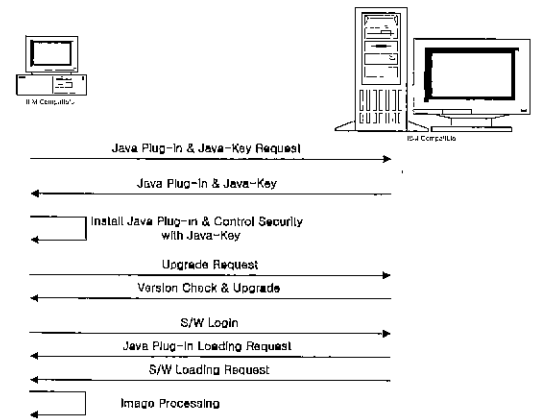 IBM Compatible
IBM Compatible
Java Plug-in & Java-Key Request
Java Plug-in & Java-Key
Install Java Plug-in & Control Security
with Java-Key
Upgrade Request
Version Check & Upgrade
S/W Login
Java Plug-in Loading Request
S/W Loading Request
Image Processing